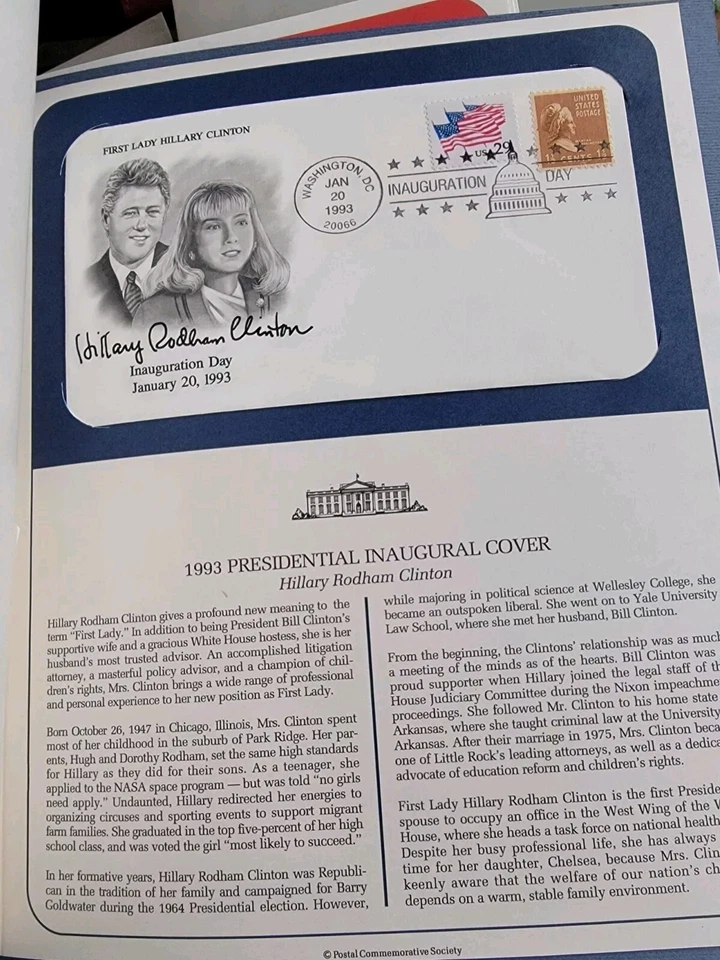 FIRST LADY HILLARY CLINTON
WASHINGTON, DC
JAN
20
1993
20066
INAUGURATION DAY
US 29
UNITED
STATES
POSTAGE
1½ CENTS 1½
Hillary Rodham Clinton
Inauguration Day
January 20, 1993
1993 PRESIDENTIAL INAUGURAL COVER
Hillary Rodham Clinton
Hillary Rodham Clinton gives a profound new meaning to the
term “First Lady.” In addition to being President Bill Clinton’s
supportive wife and a gracious White House hostess, she is her
husband’s most trusted advisor. An accomplished litigation
attorney, a masterful policy advisor, and a champion of chil-
dren’s rights, Mrs. Clinton brings a wide range of professional
and personal experience to her new position as First Lady.
Born October 26, 1947 in Chicago, Illinois, Mrs. Clinton spent
most of her childhood in the suburb of Park Ridge. Her par-
ents, Hugh and Dorothy Rodham, set the same high standards
for Hillary as they did for their sons. As a teenager, she
applied to the NASA space program — but was told “no girls
need apply.” Undaunted, Hillary redirected her energies to
organizing circuses and sporting events to support migrant
farm families. She graduated in the top five-percent of her high
school class, and was voted the girl “most likely to succeed.”
In her formative years, Hillary Rodham Clinton was Republi-
can in the tradition of her family and campaigned for Barry
Goldwater during the 1964 Presidential election. However,
while majoring in political science at Wellesley College, she
became an outspoken liberal. She went on to Yale University
Law School, where she met her husband, Bill Clinton.
From the beginning, the Clintons’ relationship was as much
a meeting of the minds as of the hearts. Bill Clinton was
proud supporter when Hillary joined the legal staff of th
House Judiciary Committee during the Nixon impeachme
proceedings. She followed Mr. Clinton to his home state
Arkansas, where she taught criminal law at the University
Arkansas. After their marriage in 1975, Mrs. Clinton beca
one of Little Rock’s leading attorneys, as well as a dedica
advocate of education reform and children’s rights.
First Lady Hillary Rodham Clinton is the first Preside
spouse to occupy an office in the West Wing of the W
House, where she heads a task force on national health
Despite her busy professional life, she has always
time for her daughter, Chelsea, because Mrs. Clin
keenly aware that the welfare of our nation’s ch
depends on a warm, stable family environment.
© Postal Commemorative Society